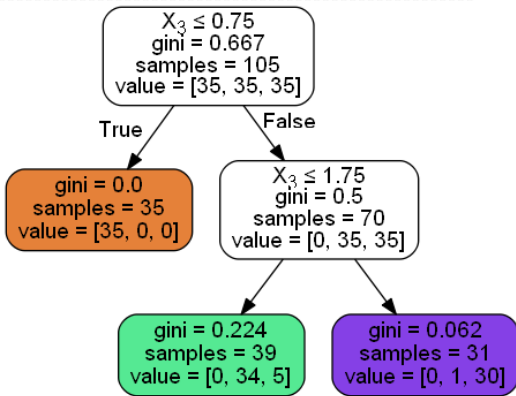 X₃ ≤ 0.75
gini = 0.667
samples = 105
value = [35, 35, 35]
True
False
gini = 0.0
samples = 35
value = [35, 0, 0]
X₃ ≤ 1.75
gini = 0.5
samples = 70
value = [0, 35, 35]
gini = 0.224
samples = 39
value = [0, 34, 5]
gini = 0.062
samples = 31
value = [0, 1, 30]